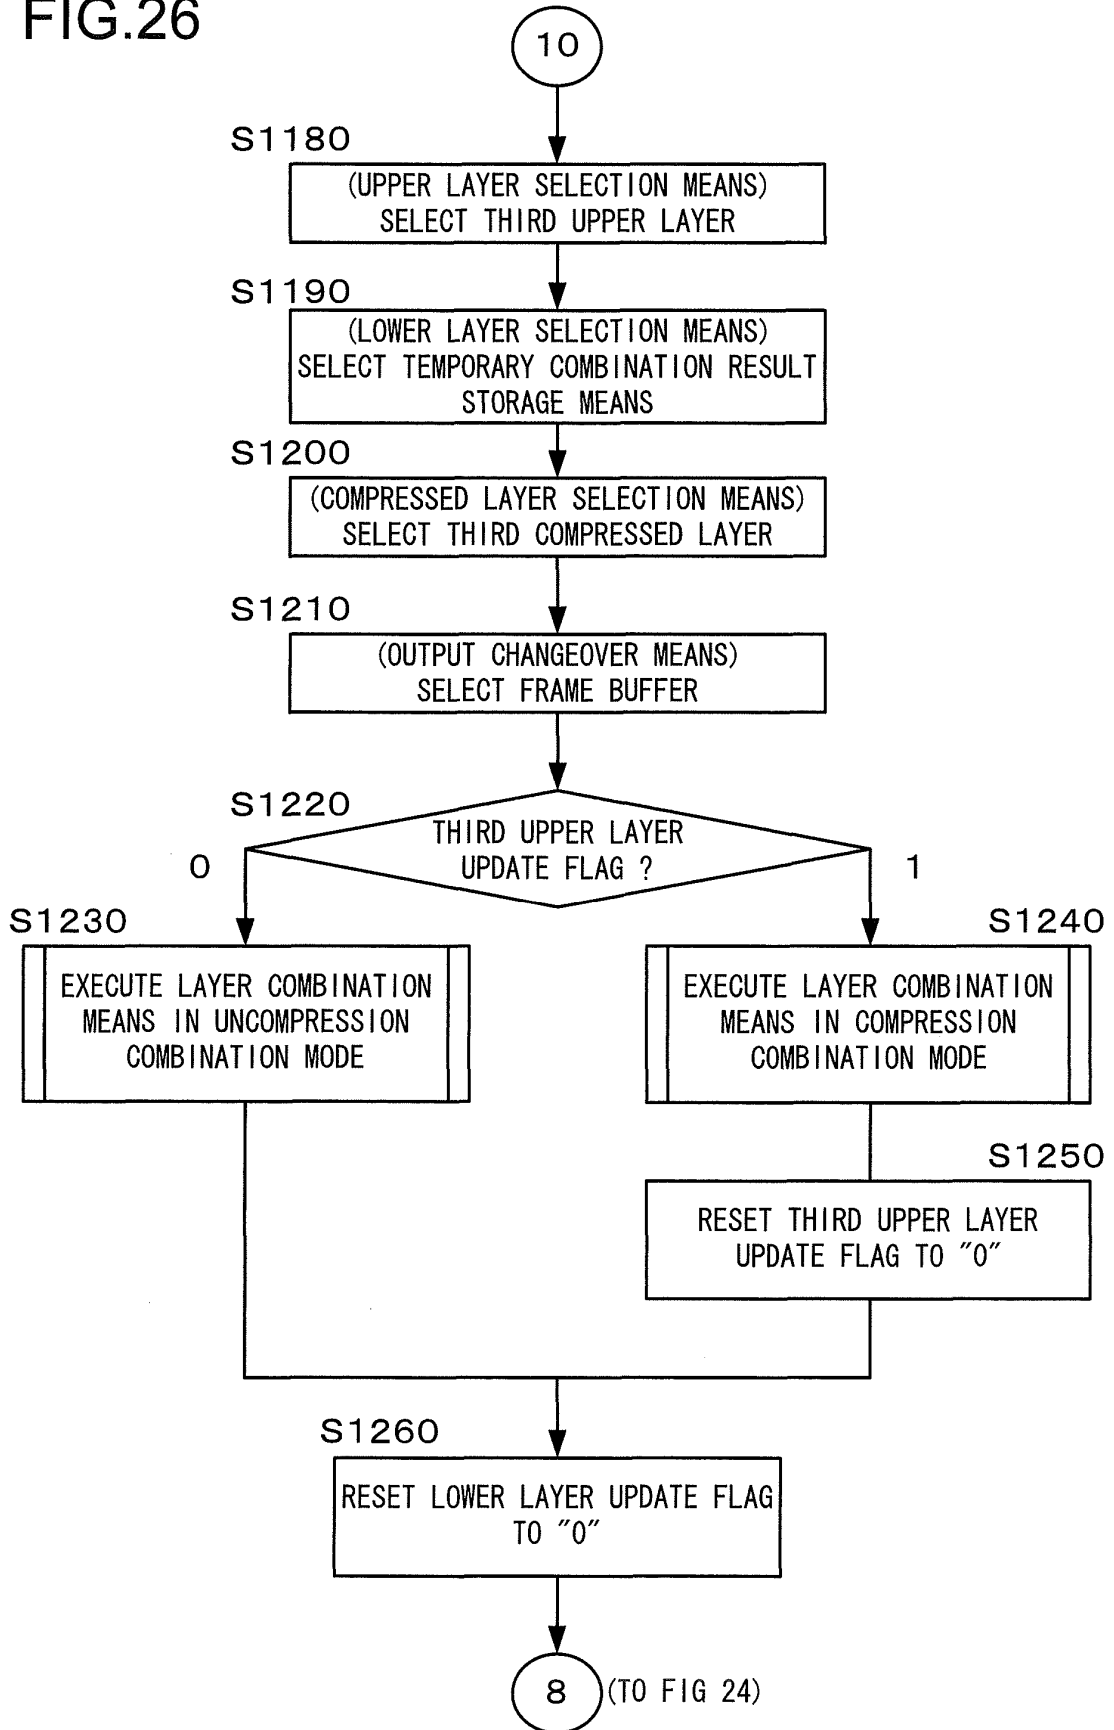 FIG.26
10
S1180
(UPPER LAYER SELECTION MEANS)
SELECT THIRD UPPER LAYER
S1190
(LOWER LAYER SELECTION MEANS)
SELECT TEMPORARY COMBINATION RESULT
STORAGE MEANS
S1200
(COMPRESSED LAYER SELECTION MEANS)
SELECT THIRD COMPRESSED LAYER
S1210
(OUTPUT CHANGEOVER MEANS)
SELECT FRAME BUFFER
S1220
THIRD UPPER LAYER
UPDATE FLAG ?
0
1
S1230
EXECUTE LAYER COMBINATION
MEANS IN UNCOMPRESSION
COMBINATION MODE
S1240
EXECUTE LAYER COMBINATION
MEANS IN COMPRESSION
COMBINATION MODE
S1250
RESET THIRD UPPER LAYER
UPDATE FLAG TO "0"
S1260
RESET LOWER LAYER UPDATE FLAG
TO "0"
8 (TO FIG 24)